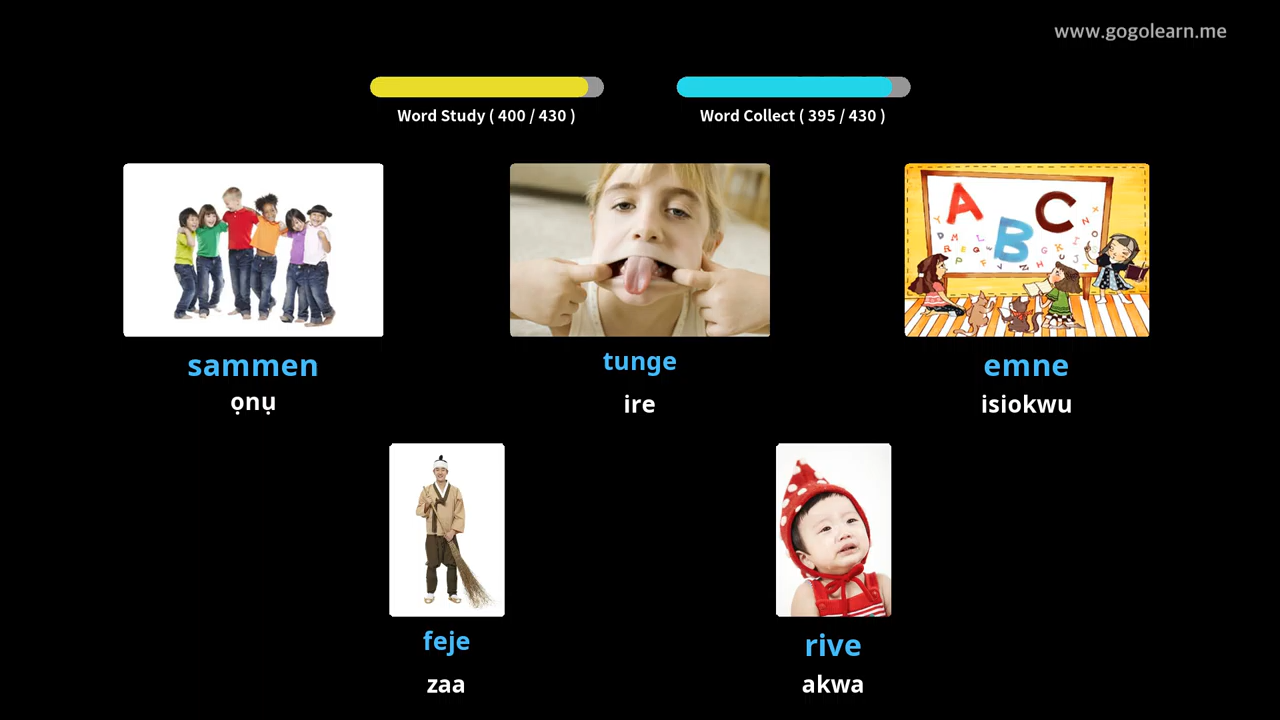 www.gogolearn.me
Word Study ( 400 / 430 )
Word Collect ( 395 / 430 )
A B C
sammen
ọnụ
tunge
ire
emne
isiokwu
feje
zaa
rive
akwa